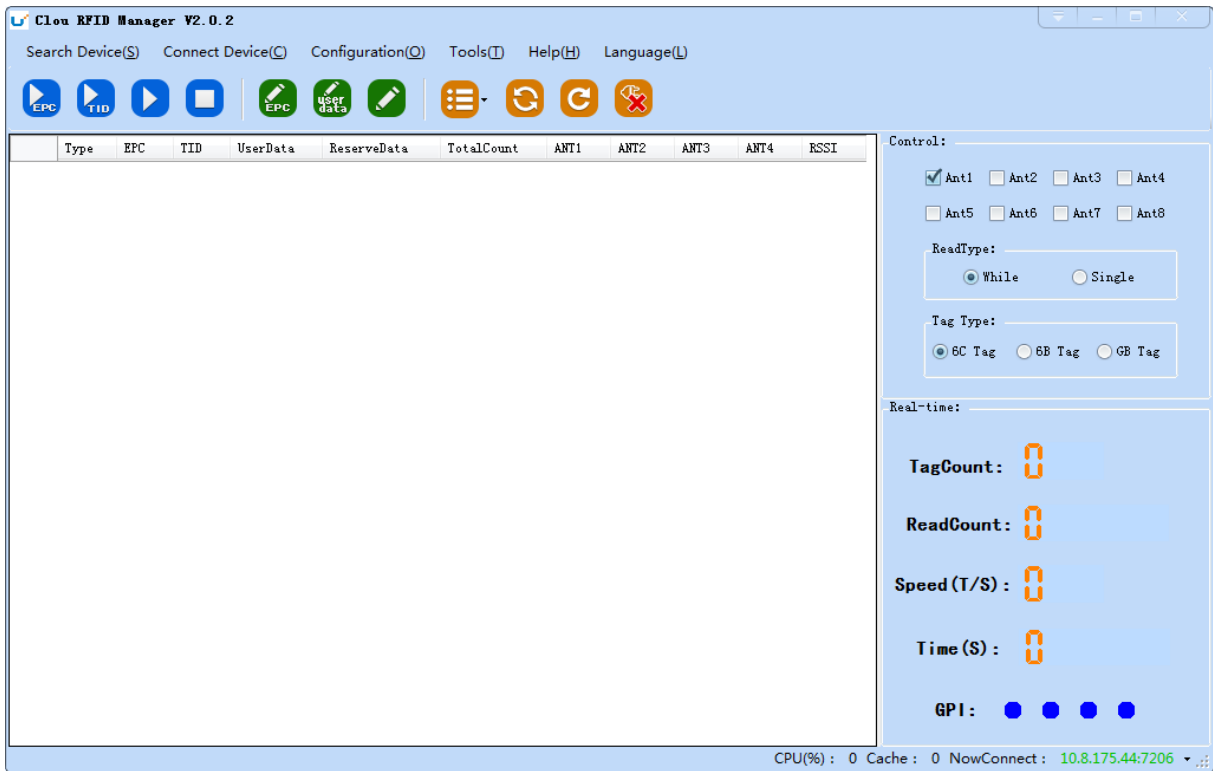 Clou RFID Manager V2.0.2
Search Device(S) Connect Device(C) Configuration(O) Tools(T) Help(H) Language(L)
EPC TID EPC user data
Type EPC TID UserData ReserveData TotalCount ANT1 ANT2 ANT3 ANT4 RSSI
Control:
Ant1 Ant2 Ant3 Ant4
Ant5 Ant6 Ant7 Ant8
ReadType:
While Single
Tag Type:
6C Tag 6B Tag GB Tag
Real-time:
TagCount: 0
ReadCount: 0
Speed(T/S): 0
Time(S): 0
GPI:
CPU(%) : 0 Cache : 0 NowConnect : 10.8.175.44:7206